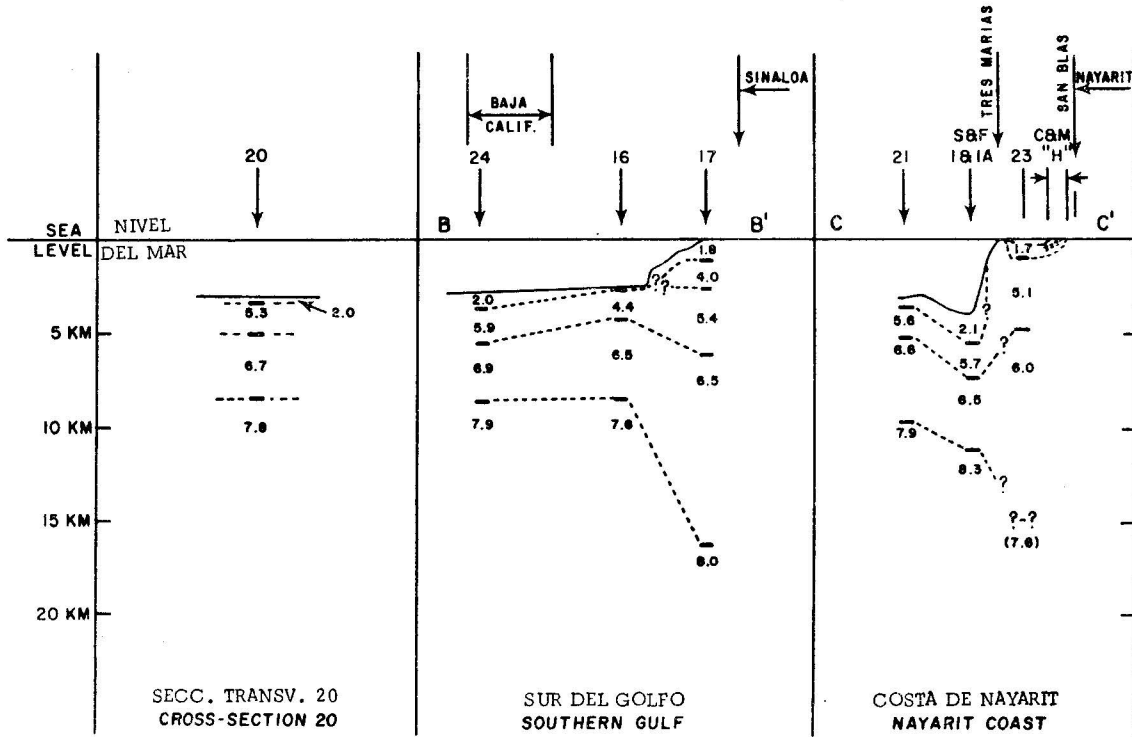 TRES MARIAS
SAN BLAS
SINALOA
NAYARIT
BAJA
CALIF.
S&F
C&M
20
24
16
17
21
1&1A
23
"H"
SEA
NIVEL
B
B'
C
C'
LEVEL
DEL MAR
1.8
1.7
4.0
2.0
5.3
2.0
4.4
5.4
5.1
5.6
2.1
5 KM
5.9
6.7
6.9
6.5
6.5
6.6
5.7
6.0
6.5
10 KM
7.8
7.9
7.9
8.3
15 KM
?-?
(7.6)
8.0
20 KM
SECC. TRANSV. 20
CROSS-SECTION 20
SUR DEL GOLFO
SOUTHERN GULF
COSTA DE NAYARIT
NAYARIT COAST